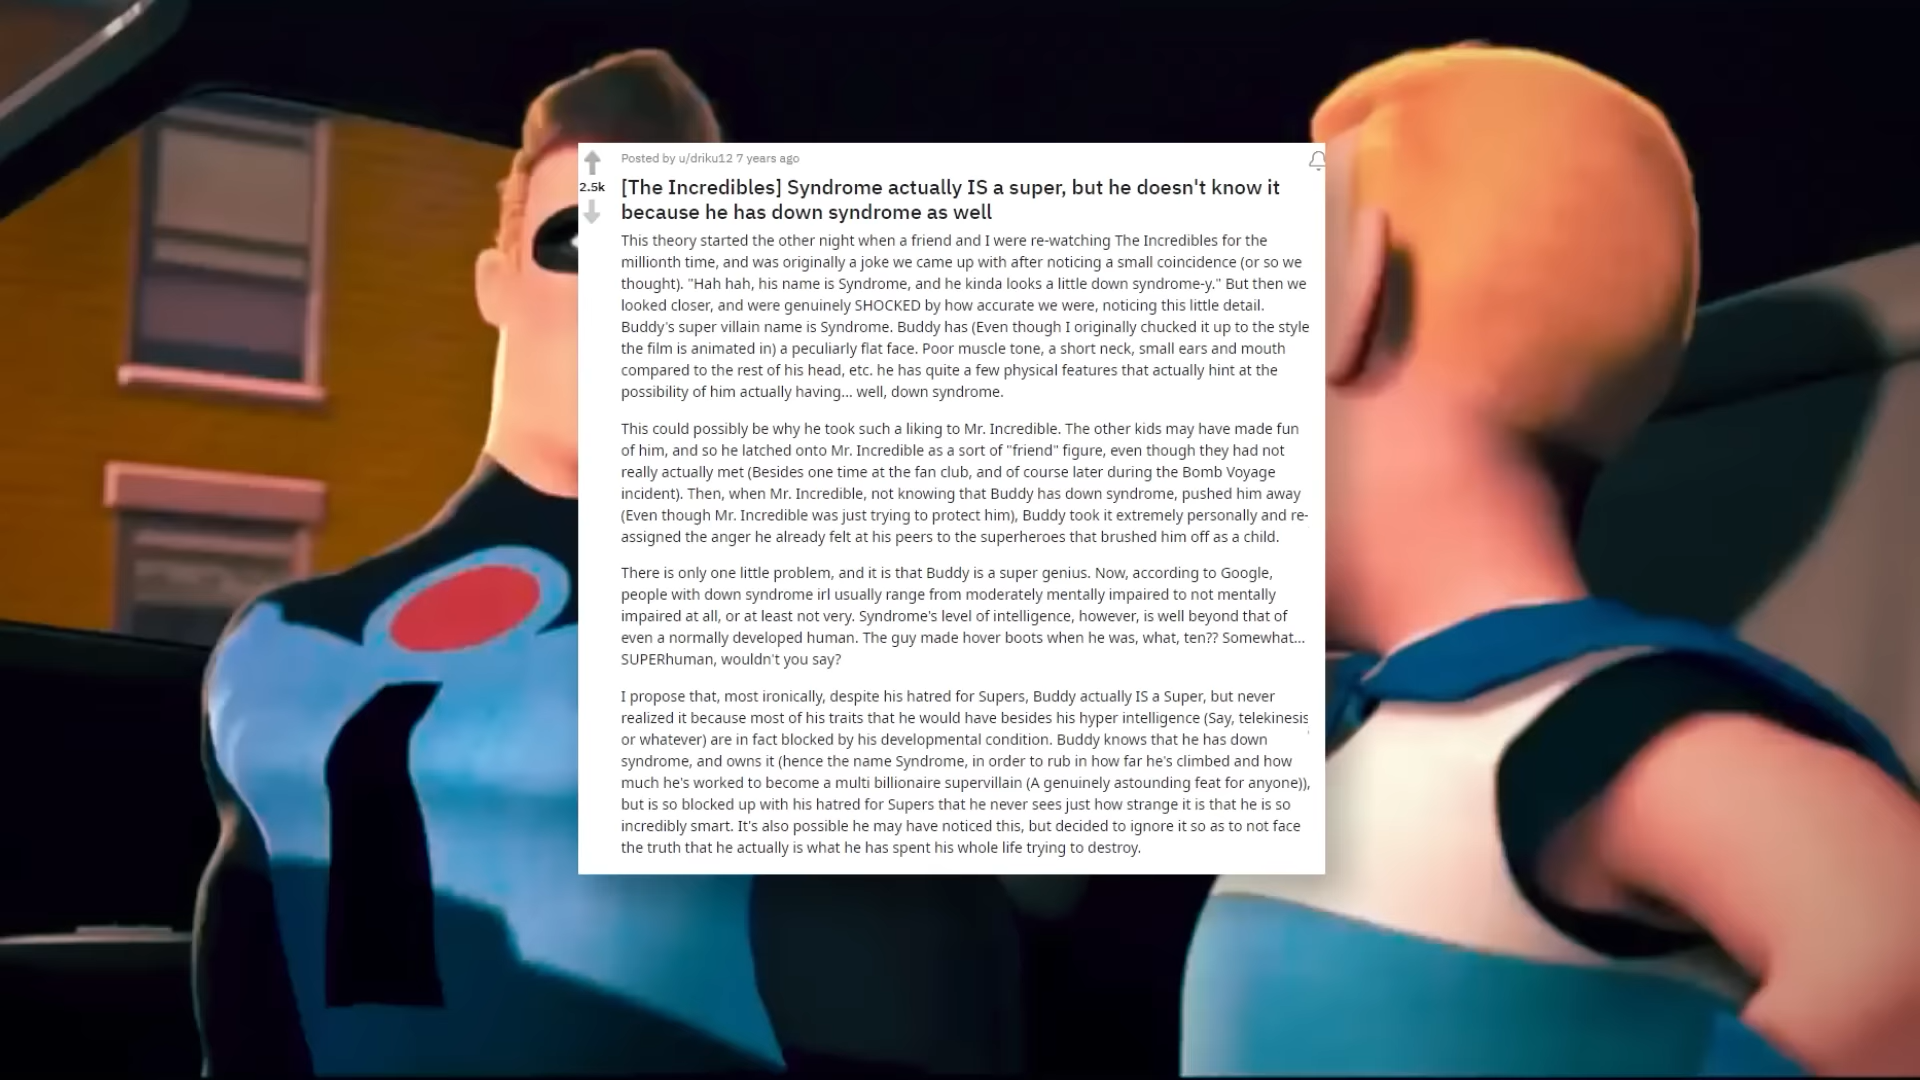 Posted by u/driku12 7 years ago
2.5k
[The Incredibles] Syndrome actually IS a super, but he doesn't know it
because he has down syndrome as well
This theory started the other night when a friend and I were re-watching The Incredibles for the
millionth time, and was originally a joke we came up with after noticing a small coincidence (or so we
thought). "Hah hah, his name is Syndrome, and he kinda looks a little down syndrome-y." But then we
looked closer, and were genuinely SHOCKED by how accurate we were, noticing this little detail.
Buddy's super villain name is Syndrome. Buddy has (Even though I originally chucked it up to the style
the film is animated in) a peculiarly flat face. Poor muscle tone, a short neck, small ears and mouth
compared to the rest of his head, etc. he has quite a few physical features that actually hint at the
possibility of him actually having... well, down syndrome.
This could possibly be why he took such a liking to Mr. Incredible. The other kids may have made fun
of him, and so he latched onto Mr. Incredible as a sort of "friend" figure, even though they had not
really actually met (Besides one time at the fan club, and of course later during the Bomb Voyage
incident). Then, when Mr. Incredible, not knowing that Buddy has down syndrome, pushed him away
(Even though Mr. Incredible was just trying to protect him), Buddy took it extremely personally and re-
assigned the anger he already felt at his peers to the superheroes that brushed him off as a child.
There is only one little problem, and it is that Buddy is a super genius. Now, according to Google,
people with down syndrome irl usually range from moderately mentally impaired to not mentally
impaired at all, or at least not very. Syndrome's level of intelligence, however, is well beyond that of
even a normally developed human. The guy made hover boots when he was, what, ten?? Somewhat...
SUPERhuman, wouldn't you say?
I propose that, most ironically, despite his hatred for Supers, Buddy actually IS a Super, but never
realized it because most of his traits that he would have besides his hyper intelligence (Say, telekinesis
or whatever) are in fact blocked by his developmental condition. Buddy knows that he has down
syndrome, and owns it (hence the name Syndrome, in order to rub in how far he's climbed and how
much he's worked to become a multi billionaire supervillain (A genuinely astounding feat for anyone)),
but is so blocked up with his hatred for Supers that he never sees just how strange it is that he is so
incredibly smart. It's also possible he may have noticed this, but decided to ignore it so as to not face
the truth that he actually is what he has spent his whole life trying to destroy.